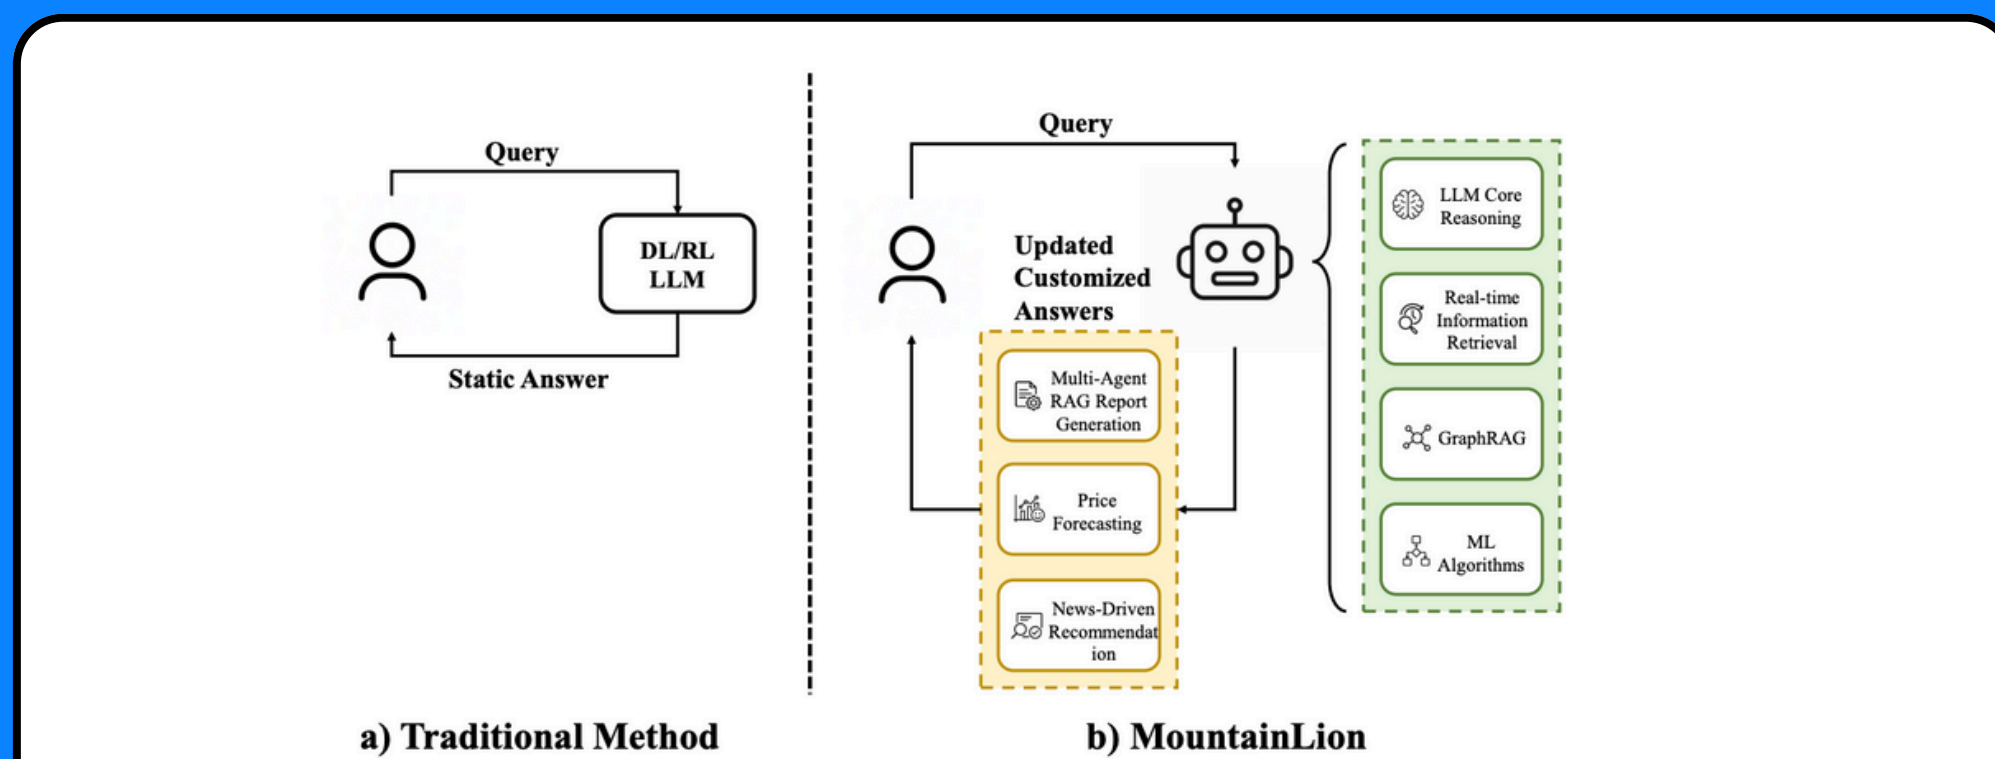 Query
DL/RL
LLM
Static Answer
a) Traditional Method
Query
Updated
Customized
Answers
Multi-Agent
RAG Report
Generation
Price
Forecasting
News-Driven
Recommendat
ion
LLM Core
Reasoning
Real-time
Information
Retrieval
GraphRAG
ML
Algorithms
b) MountainLion